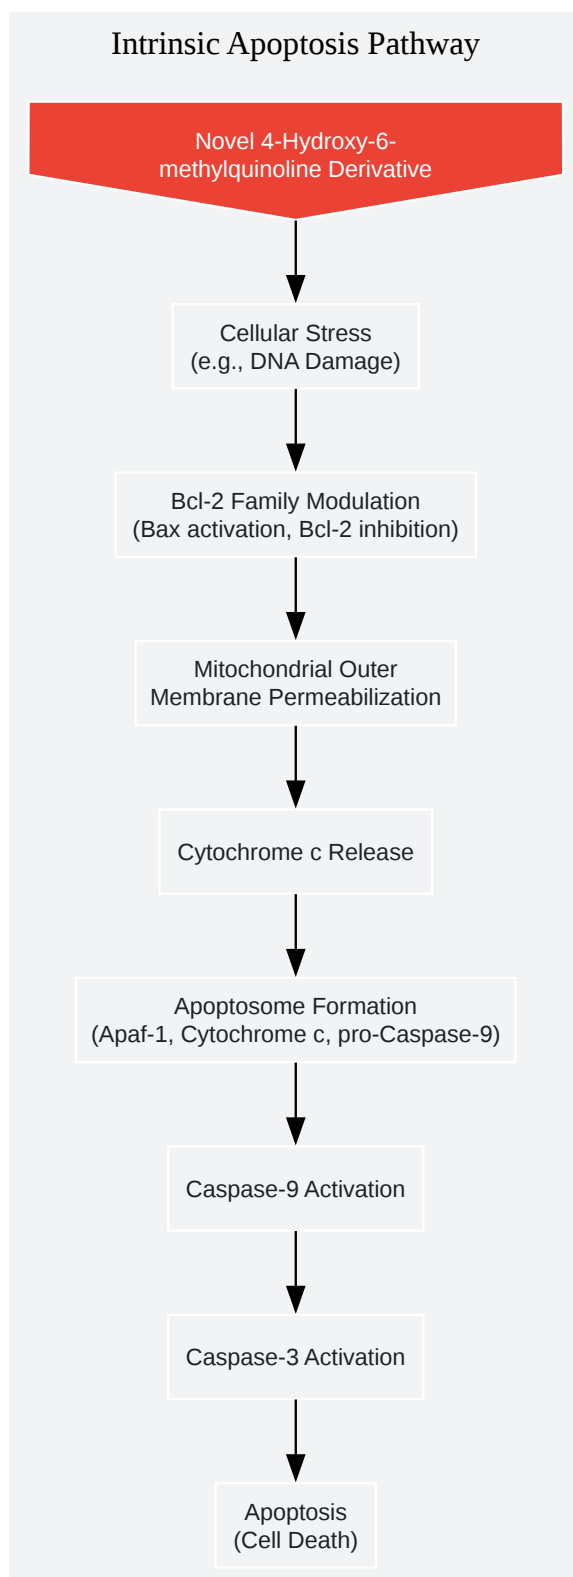 Intrinsic Apoptosis Pathway
Novel 4-Hydroxy-6-
methylquinoline Derivative
Cellular Stress
(e.g., DNA Damage)
Bcl-2 Family Modulation
(Bax activation, Bcl-2 inhibition)
Mitochondrial Outer
Membrane Permeabilization
Cytochrome c Release
Apoptosome Formation
(Apaf-1, Cytochrome c, pro-Caspase-9)
Caspase-9 Activation
Caspase-3 Activation
Apoptosis
(Cell Death)